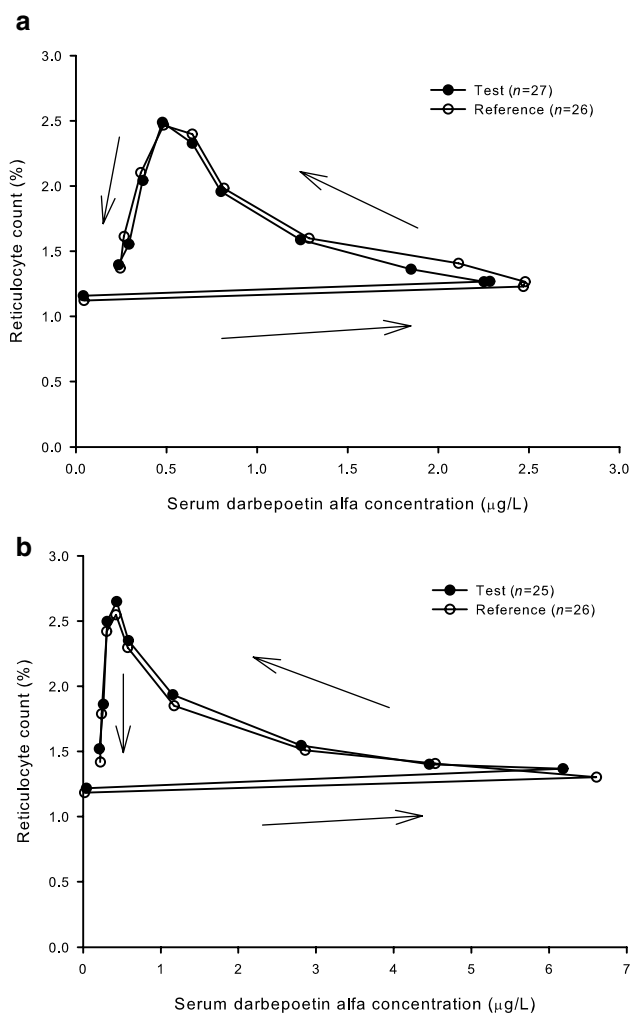 a
3.0
Test (n=27)
Reference (n=26)
2.5
2.0
1.5
1.0
0.5
0.0
Reticulocyte count (%)
0.0 0.5 1.0 1.5 2.0 2.5 3.0
Serum darbepoetin alfa concentration (μg/L)
b
3.0
Test (n=25)
Reference (n=26)
2.5
2.0
1.5
1.0
0.5
0.0
Reticulocyte count (%)
0 1 2 3 4 5 6 7
Serum darbepoetin alfa concentration (μg/L)